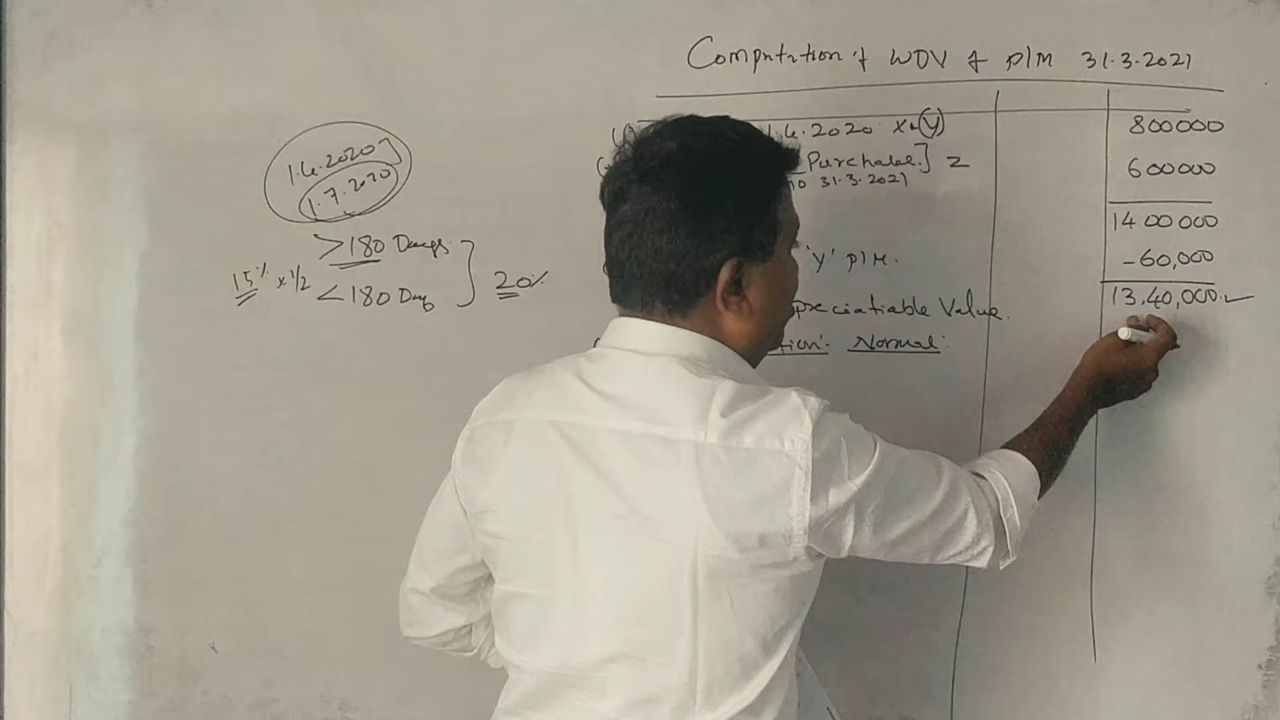 Computation of WDV of P/M 31.3.2021
1.4.2020 X+Y 800000
Purchased] Z 600000
31.3.2021
1400000
'Y' P/M. -60,000
preciatiable Value. 13,40,000.
tion: Normal:
1.4.2020]
1.7.2020
>180 Days
15% x 1/2 <180 Day ] 20%